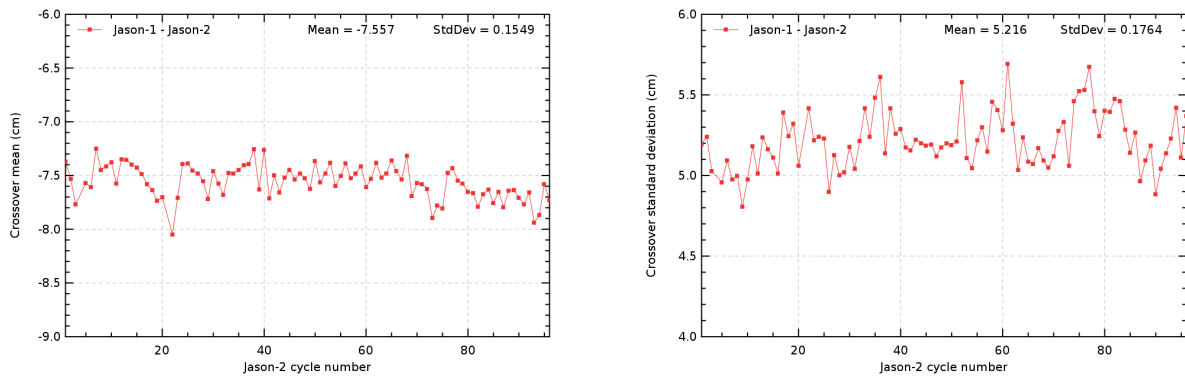 Jason-1 - Jason-2 Mean = -7.557 StdDev = 0.1549
Crossover mean (cm)
-6.0
-6.5
-7.0
-7.5
-8.0
-8.5
-9.0
20 40 60 80
Jason-2 cycle number
Jason-1 - Jason-2 Mean = 5.216 StdDev = 0.1764
Crossover standard deviation (cm)
6.0
5.5
5.0
4.5
4.0
20 40 60 80
Jason-2 cycle number